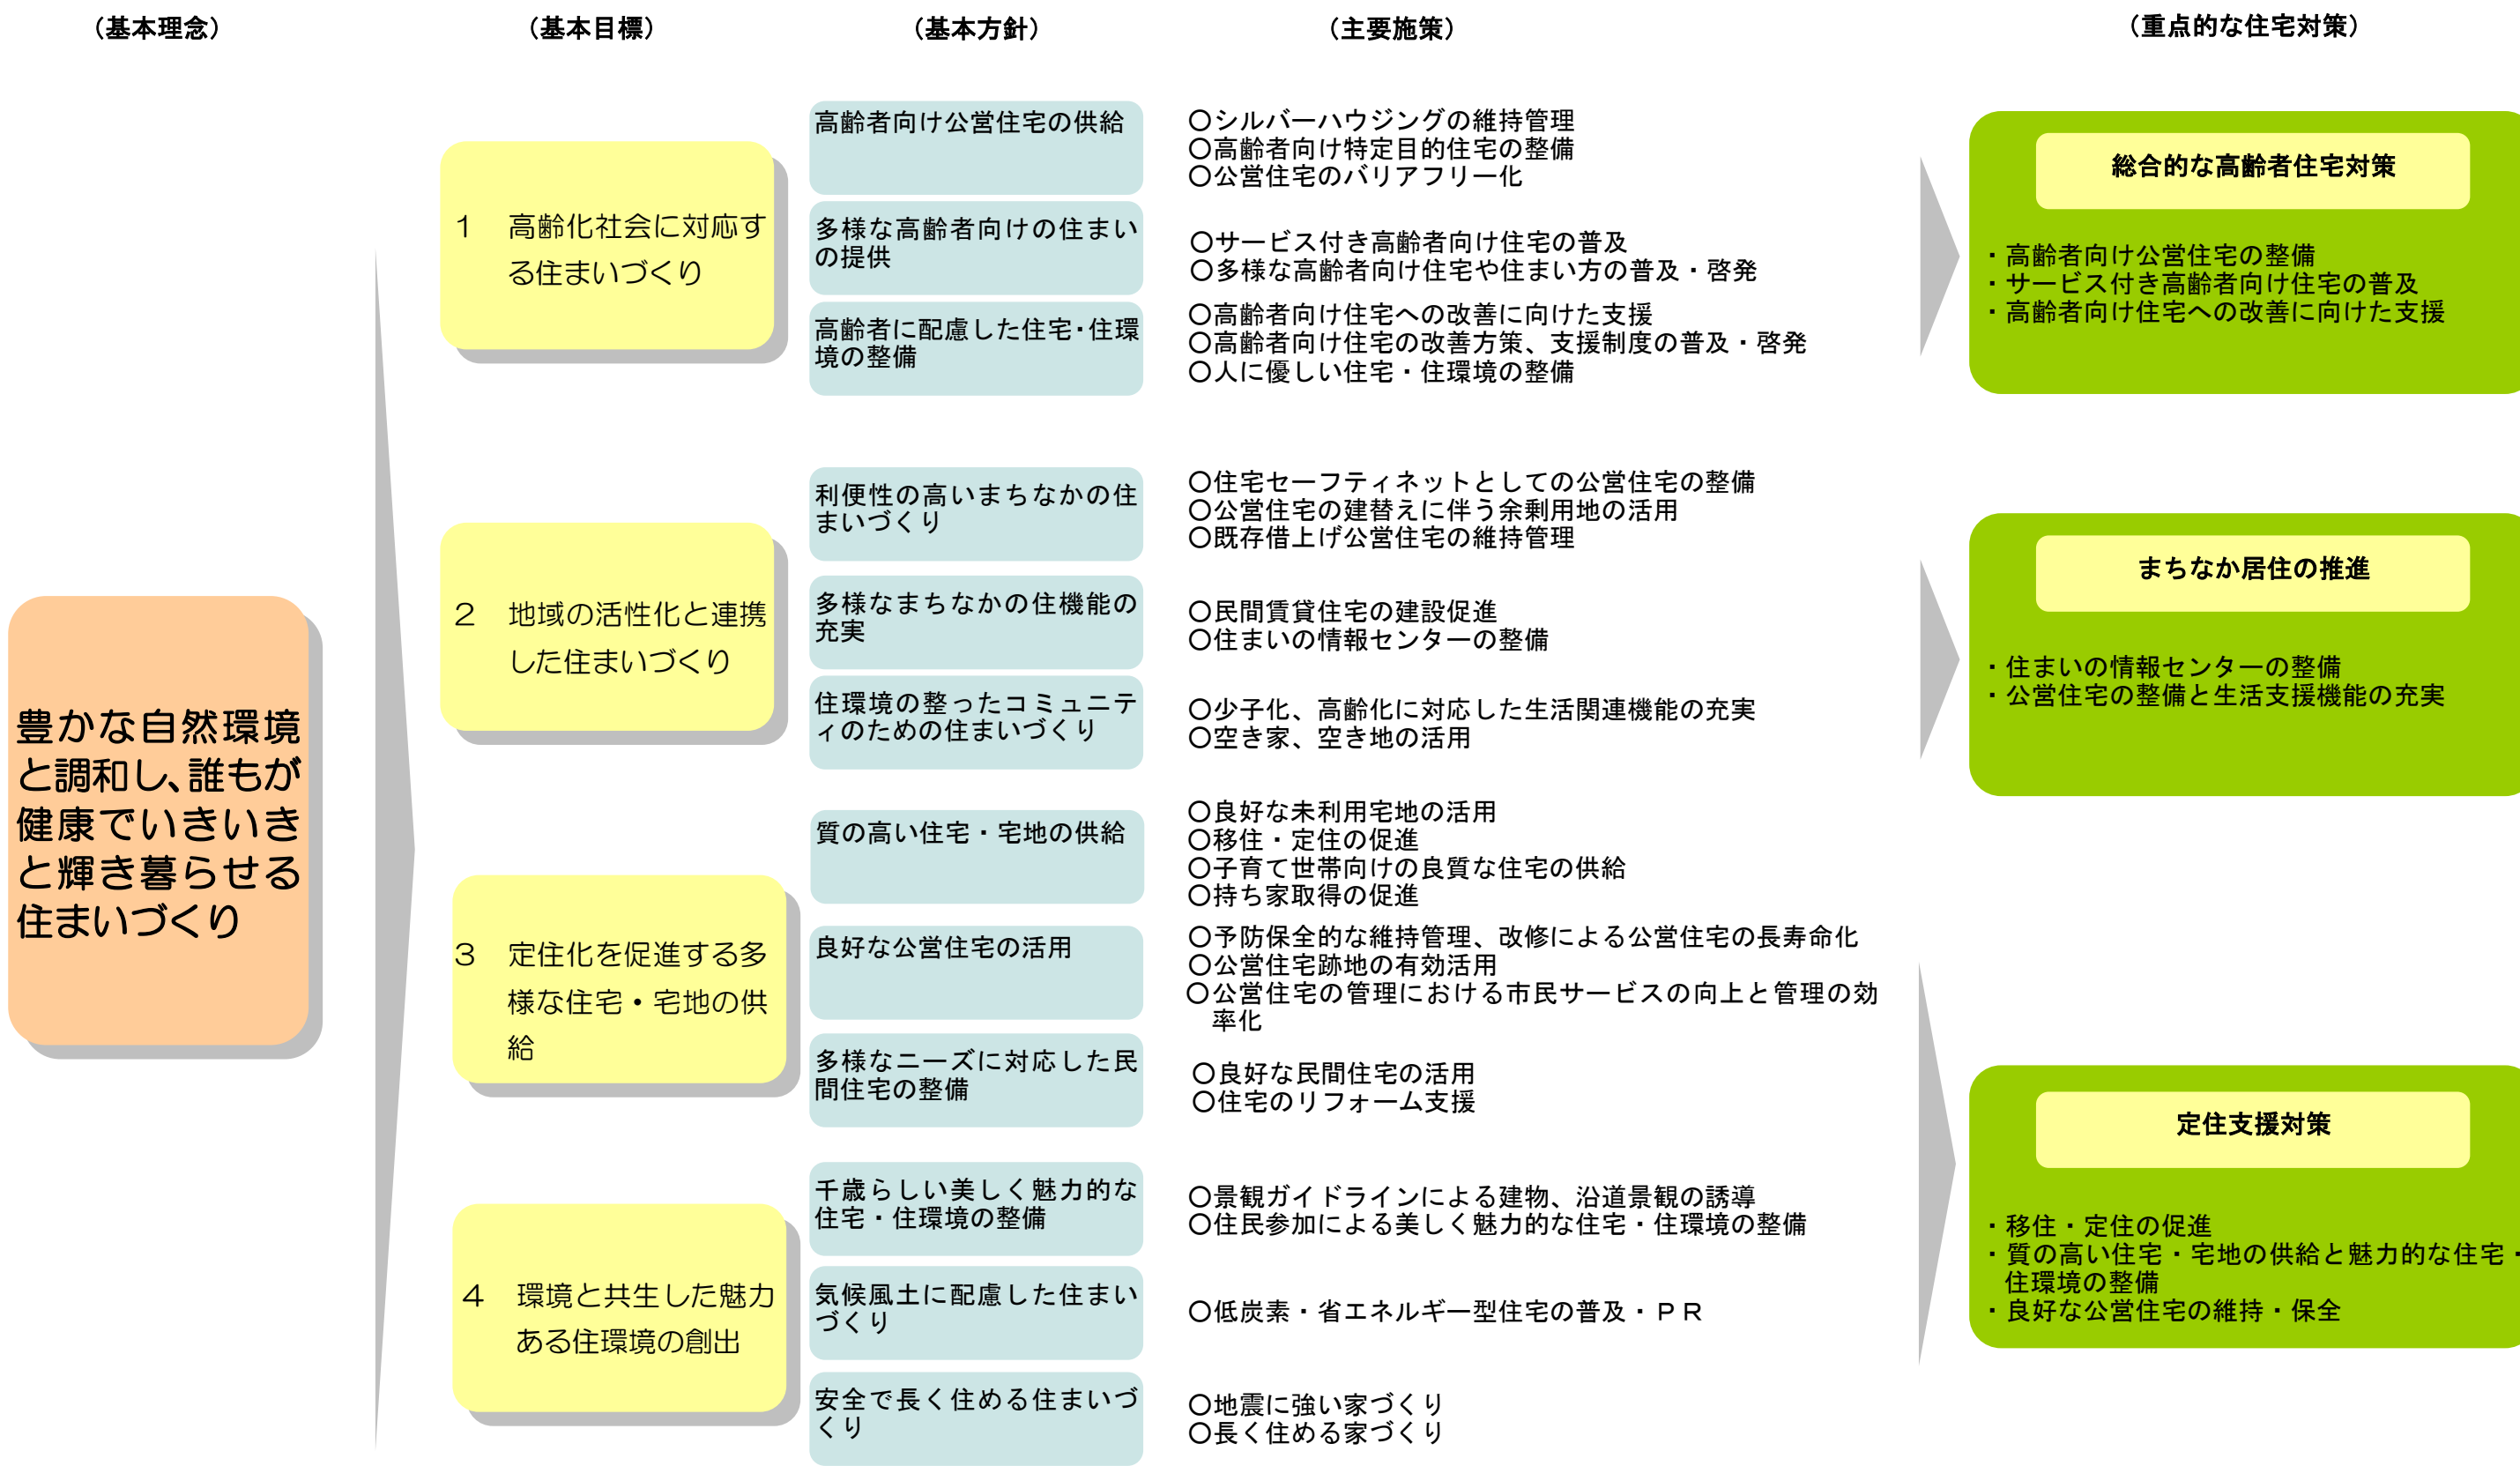 （基本理念）
（基本目標）
（基本方針）
（主要施策）
（重点的な住宅対策）
豊かな自然環境
と調和し、誰もが
健康でいきいき
と輝き暮らせる
住まいづくり
１　高齢化社会に対応す
る住まいづくり
高齢者向け公営住宅の供給
〇シルバーハウジングの維持管理
〇高齢者向け特定目的住宅の整備
〇公営住宅のバリアフリー化
多様な高齢者向けの住まい
の提供
〇サービス付き高齢者向け住宅の普及
〇多様な高齢者向け住宅や住まい方の普及・啓発
高齢者に配慮した住宅・住環
境の整備
〇高齢者向け住宅への改善に向けた支援
〇高齢者向け住宅の改善方策、支援制度の普及・啓発
〇人に優しい住宅・住環境の整備
総合的な高齢者住宅対策
・高齢者向け公営住宅の整備
・サービス付き高齢者向け住宅の普及
・高齢者向け住宅への改善に向けた支援
２　地域の活性化と連携
した住まいづくり
利便性の高いまちなかの住
まいづくり
〇住宅セーフティネットとしての公営住宅の整備
〇公営住宅の建替えに伴う余剰用地の活用
〇既存借上げ公営住宅の維持管理
多様なまちなかの住機能の
充実
〇民間賃貸住宅の建設促進
〇住まいの情報センターの整備
住環境の整ったコミュニテ
ィのための住まいづくり
〇少子化、高齢化に対応した生活関連機能の充実
〇空き家、空き地の活用
まちなか居住の推進
・住まいの情報センターの整備
・公営住宅の整備と生活支援機能の充実
３　定住化を促進する多
様な住宅・宅地の供
給
質の高い住宅・宅地の供給
〇良好な未利用宅地の活用
〇移住・定住の促進
〇子育て世帯向けの良質な住宅の供給
〇持ち家取得の促進
良好な公営住宅の活用
〇予防保全的な維持管理、改修による公営住宅の長寿命化
〇公営住宅跡地の有効活用
〇公営住宅の管理における市民サービスの向上と管理の効
率化
多様なニーズに対応した民
間住宅の整備
〇良好な民間住宅の活用
〇住宅のリフォーム支援
４　環境と共生した魅力
ある住環境の創出
千歳らしい美しく魅力的な
住宅・住環境の整備
〇景観ガイドラインによる建物、沿道景観の誘導
〇住民参加による美しく魅力的な住宅・住環境の整備
気候風土に配慮した住まい
づくり
〇低炭素・省エネルギー型住宅の普及・ＰＲ
安全で長く住める住まいづ
くり
〇地震に強い家づくり
〇長く住める家づくり
定住支援対策
・移住・定住の促進
・質の高い住宅・宅地の供給と魅力的な住宅・
住環境の整備
・良好な公営住宅の維持・保全